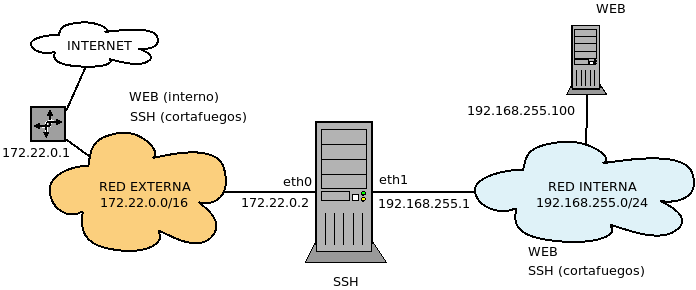 WEB
INTERNET
WEB (interno)
SSH (cortafuegos)
192.168.255.100
172.22.0.1
RED EXTERNA
172.22.0.0/16
eth0
172.22.0.2
eth1
192.168.255.1
RED INTERNA
192.168.255.0/24
WEB
SSH (cortafuegos)
SSH